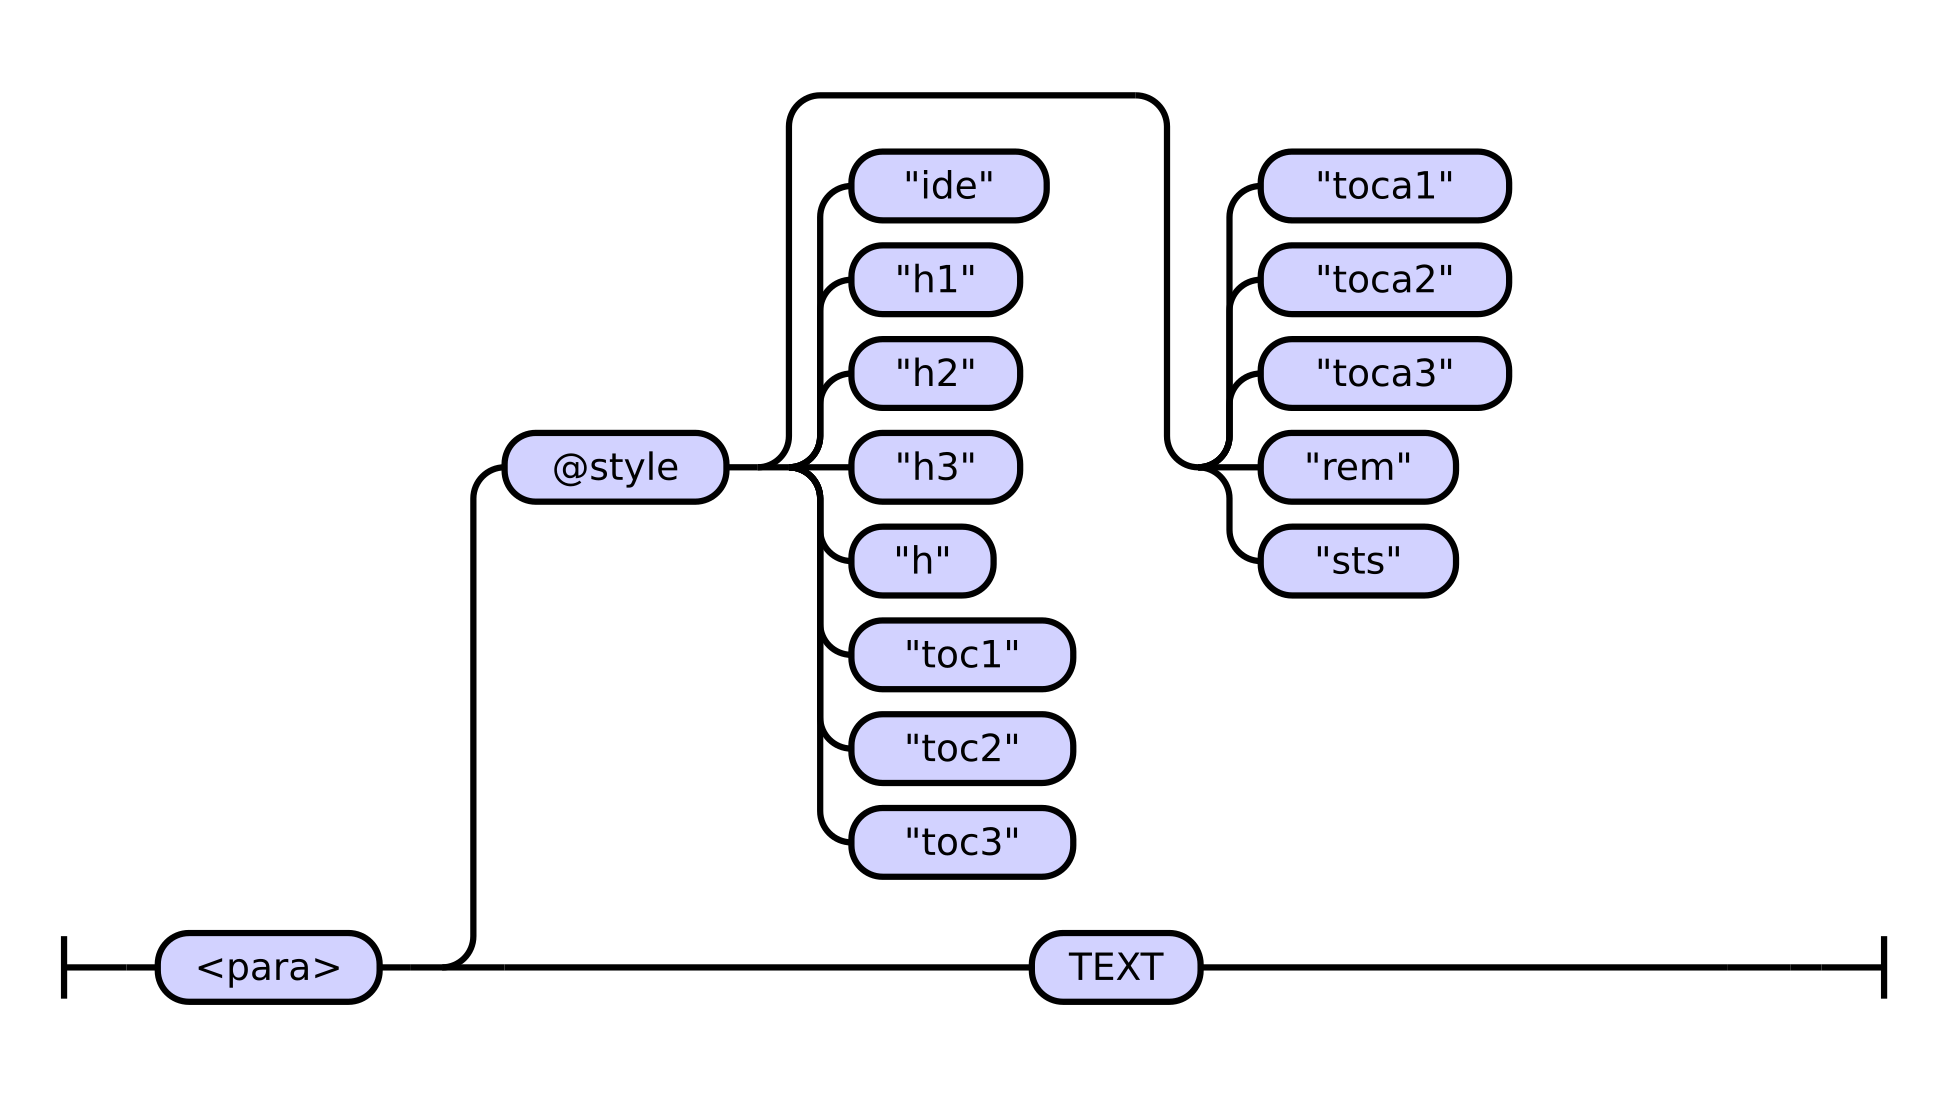 "ide"
"h1"
"h2"
"h3"
"h"
"toc1"
"toc2"
"toc3"
"toca1"
"toca2"
"toca3"
"rem"
"sts"
@style
<para>
TEXT